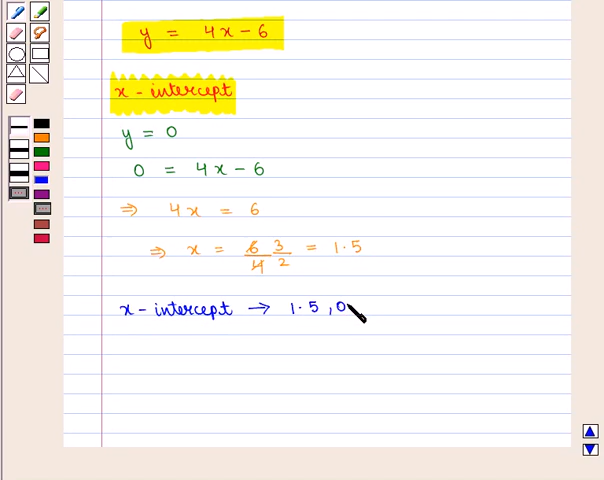 y = 4x - 6
x - intercept
y = 0
0 = 4x - 6
⇒ 4x = 6
⇒ x = 6/4 3/2 = 1.5
x - intercept → 1.5, 0